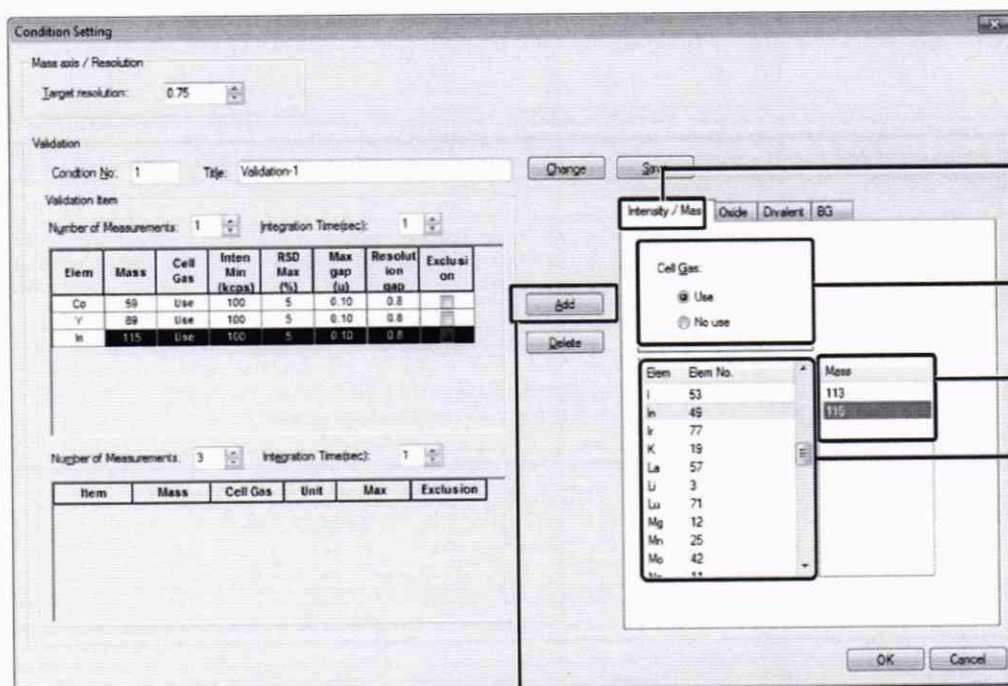 Condition Setting
Mass axis / Resolution
Target resolution: 0.75
Validation
Condition No: 1 Title: Validation-1 Change Save
Validation Item
Number of Measurements: 1 Integration Time(sec): 1
Elem Mass Cell Gas Inten Min (kcps) RSD Max (%) Max gap (u) Resolut ion gap Exclusi on
Co 59 Use 100 5 0.10 0.8
Y 89 Use 100 5 0.10 0.8
In 115 Use 100 5 0.10 0.8
Add
Delete
Number of Measurements: 3 Integration Time(sec): 1
Item Mass Cell Gas Unit Max Exclusion
Intensity / Mas Oxide Divalent BG
Cell Gas:
Use
No use
Elem Elem No.
I 53
In 49
Ir 77
K 19
La 57
Li 3
Lu 71
Mg 12
Mn 25
Mo 42
Mass
113
115
OK Cancel